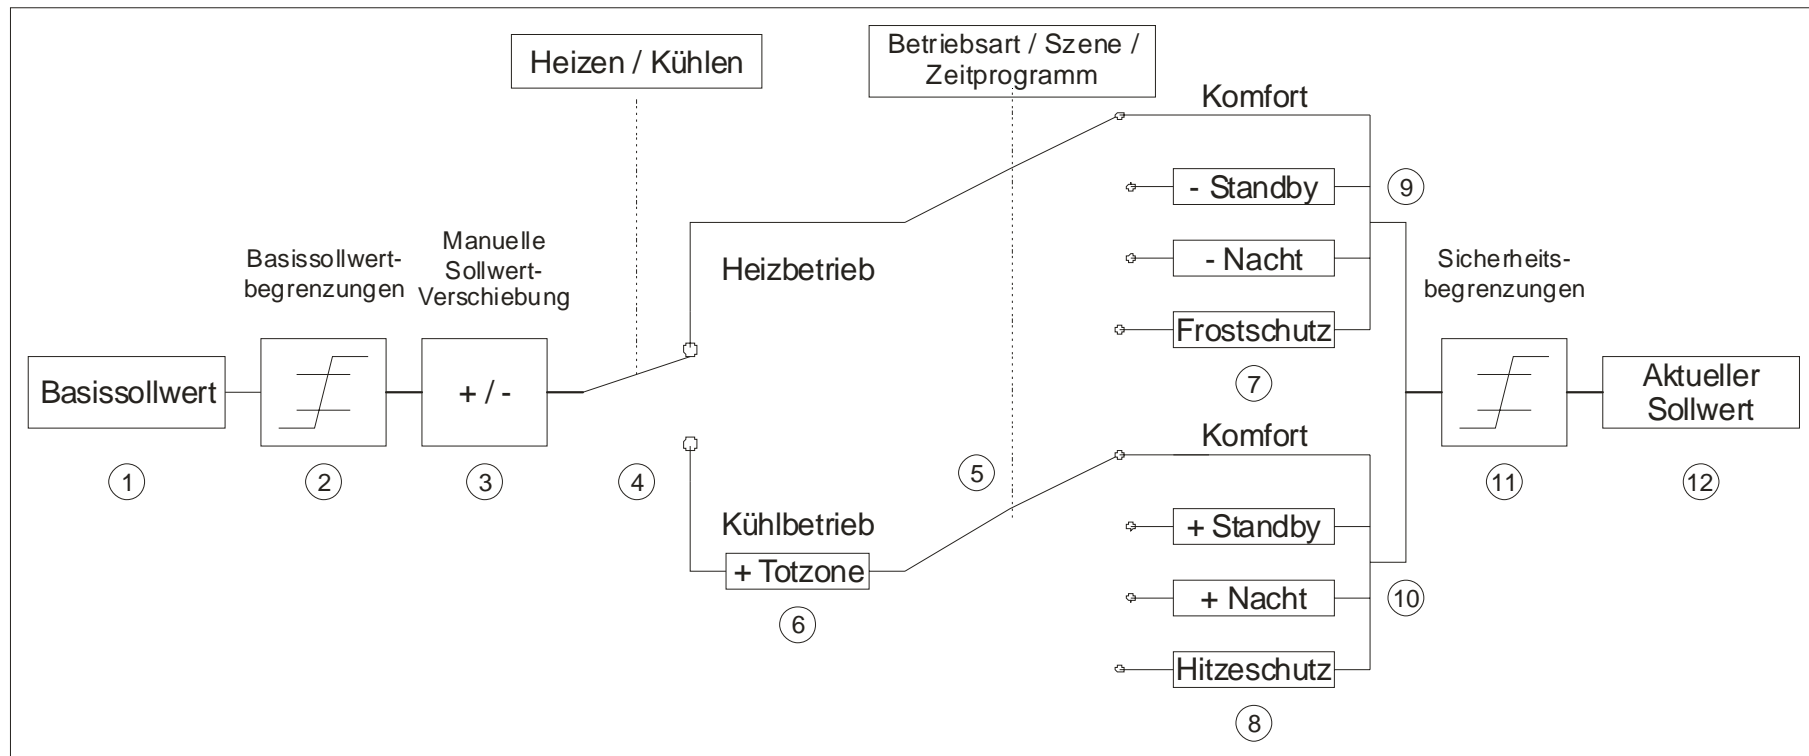 Heizen / Kühlen
Betriebsart / Szene /
Zeitprogramm
Komfort
- Standby
9
- Nacht
Frostschutz
7
Heizbetrieb
Basissollwert-
begrenzungen
Manuelle
Sollwert-
Verschiebung
Sicherheits-
begrenzungen
Basissollwert
+ / -
Aktueller
Sollwert
1
2
3
4
5
11
12
Komfort
Kühlbetrieb
+ Totzone
6
+ Standby
+ Nacht
10
Hitzeschutz
8